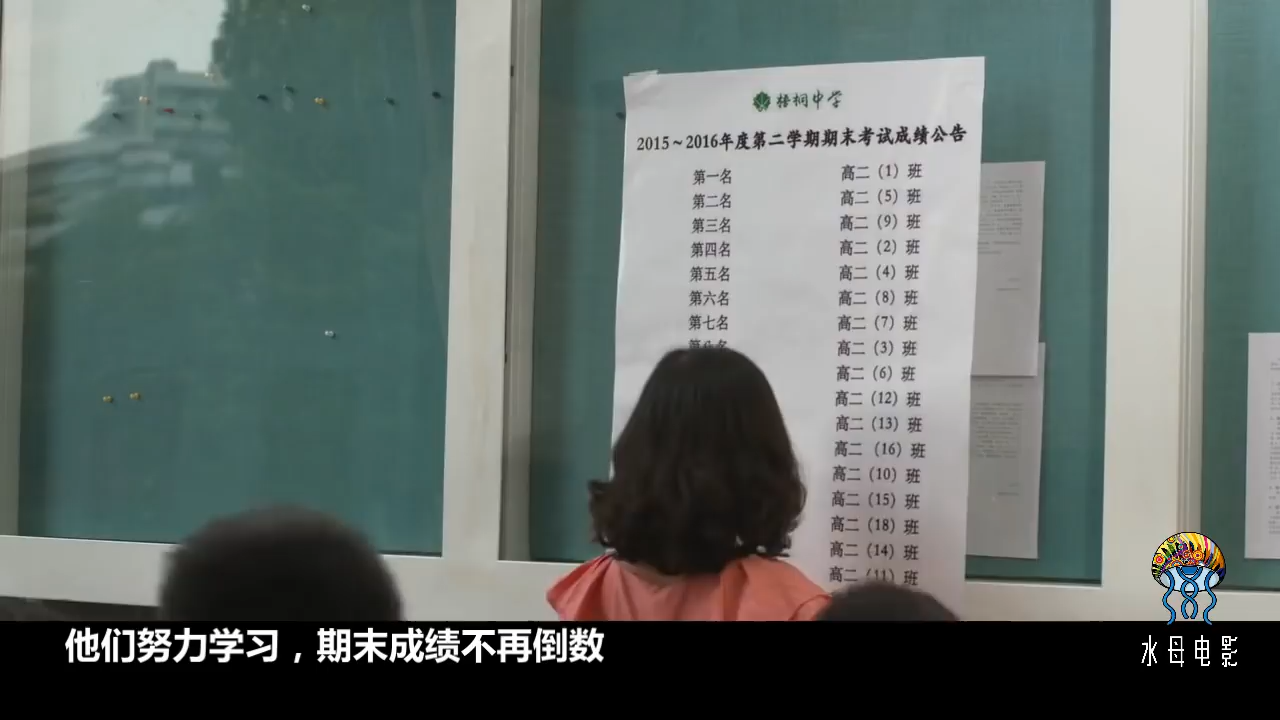 梧桐中学
2015~2016年度第二学期期末考试成绩公告
第一名 高二（1）班
第二名 高二（5）班
第三名 高二（9）班
第四名 高二（2）班
第五名 高二（4）班
第六名 高二（8）班
第七名 高二（7）班
第八名 高二（3）班
高二（6）班
高二（12）班
高二（13）班
高二（16）班
高二（10）班
高二（15）班
高二（18）班
高二（14）班
高二（11）班
他们努力学习，期末成绩不再倒数
水母电影